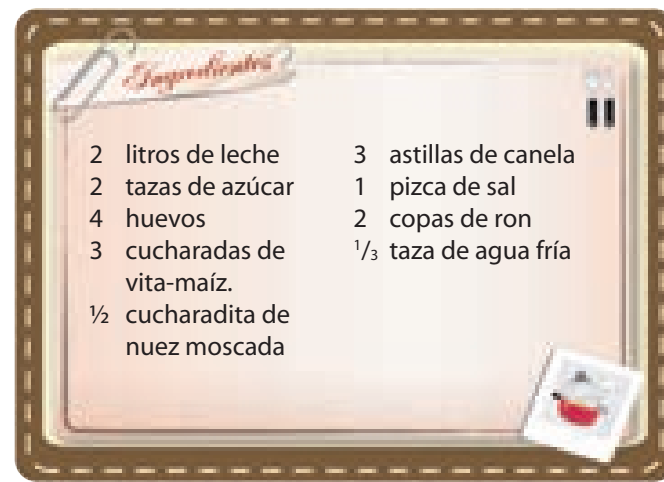 Ingredientes
2 litros de leche
2 tazas de azúcar
4 huevos
3 cucharadas de
vita-maíz.
½ cucharadita de
nuez moscada
3 astillas de canela
1 pizca de sal
2 copas de ron
1/3 taza de agua fría